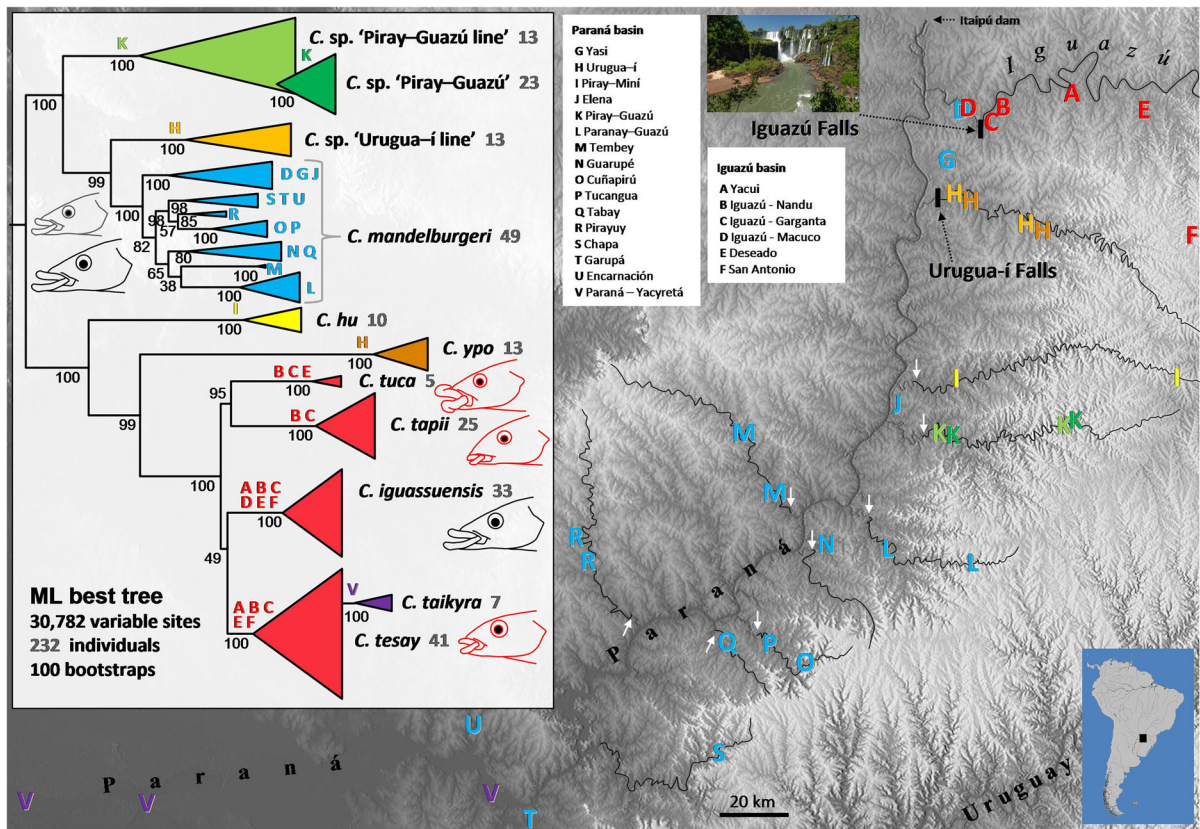 K
C. sp. ‘Piray–Guazú line’ 13
100
K
C. sp. ‘Piray–Guazú’ 23
100
100
H
C. sp. ‘Urugua–í line’ 13
100
99
D G J
100
100
S T U
98
R
98
85
57
O P
100
C. mandelburgeri 49
82
N Q
80
M
65
100
38
L
100
I
C. hu 10
100
100
H
C. ypo 13
100
B C E
C. tuca 5
100
95
B C
C. tapii 25
100
99
100
A B C
D E F
C. iguassuensis 33
100
49
V
C. taikyra 7
100
A B C
E F
C. tesay 41
100
ML best tree
30,782 variable sites
232 individuals
100 bootstraps
Paraná basin
G Yasi
H Urugua–í
I Piray–Miní
J Elena
K Piray–Guazú
L Paranay–Guazú
M Tembey
N Guarupé
O Cuñapirú
P Tucangua
Q Tabay
R Pirayuy
S Chapa
T Garupá
U Encarnación
V Paraná – Yacyretá
Iguazú Falls
Iguazú basin
A Yacui
B Iguazú - Nandu
C Iguazú - Garganta
D Iguazú - Macuco
E Deseado
F San Antonio
Itaipú dam
Iguazú
D D C B A E
G
H H
H H
F
Urugua-í Falls
I I
J
K K K K
M
M
N
L L
R
R
Paraná
Q P O
U
S
Paraná
V V V
T
20 km
Uruguay